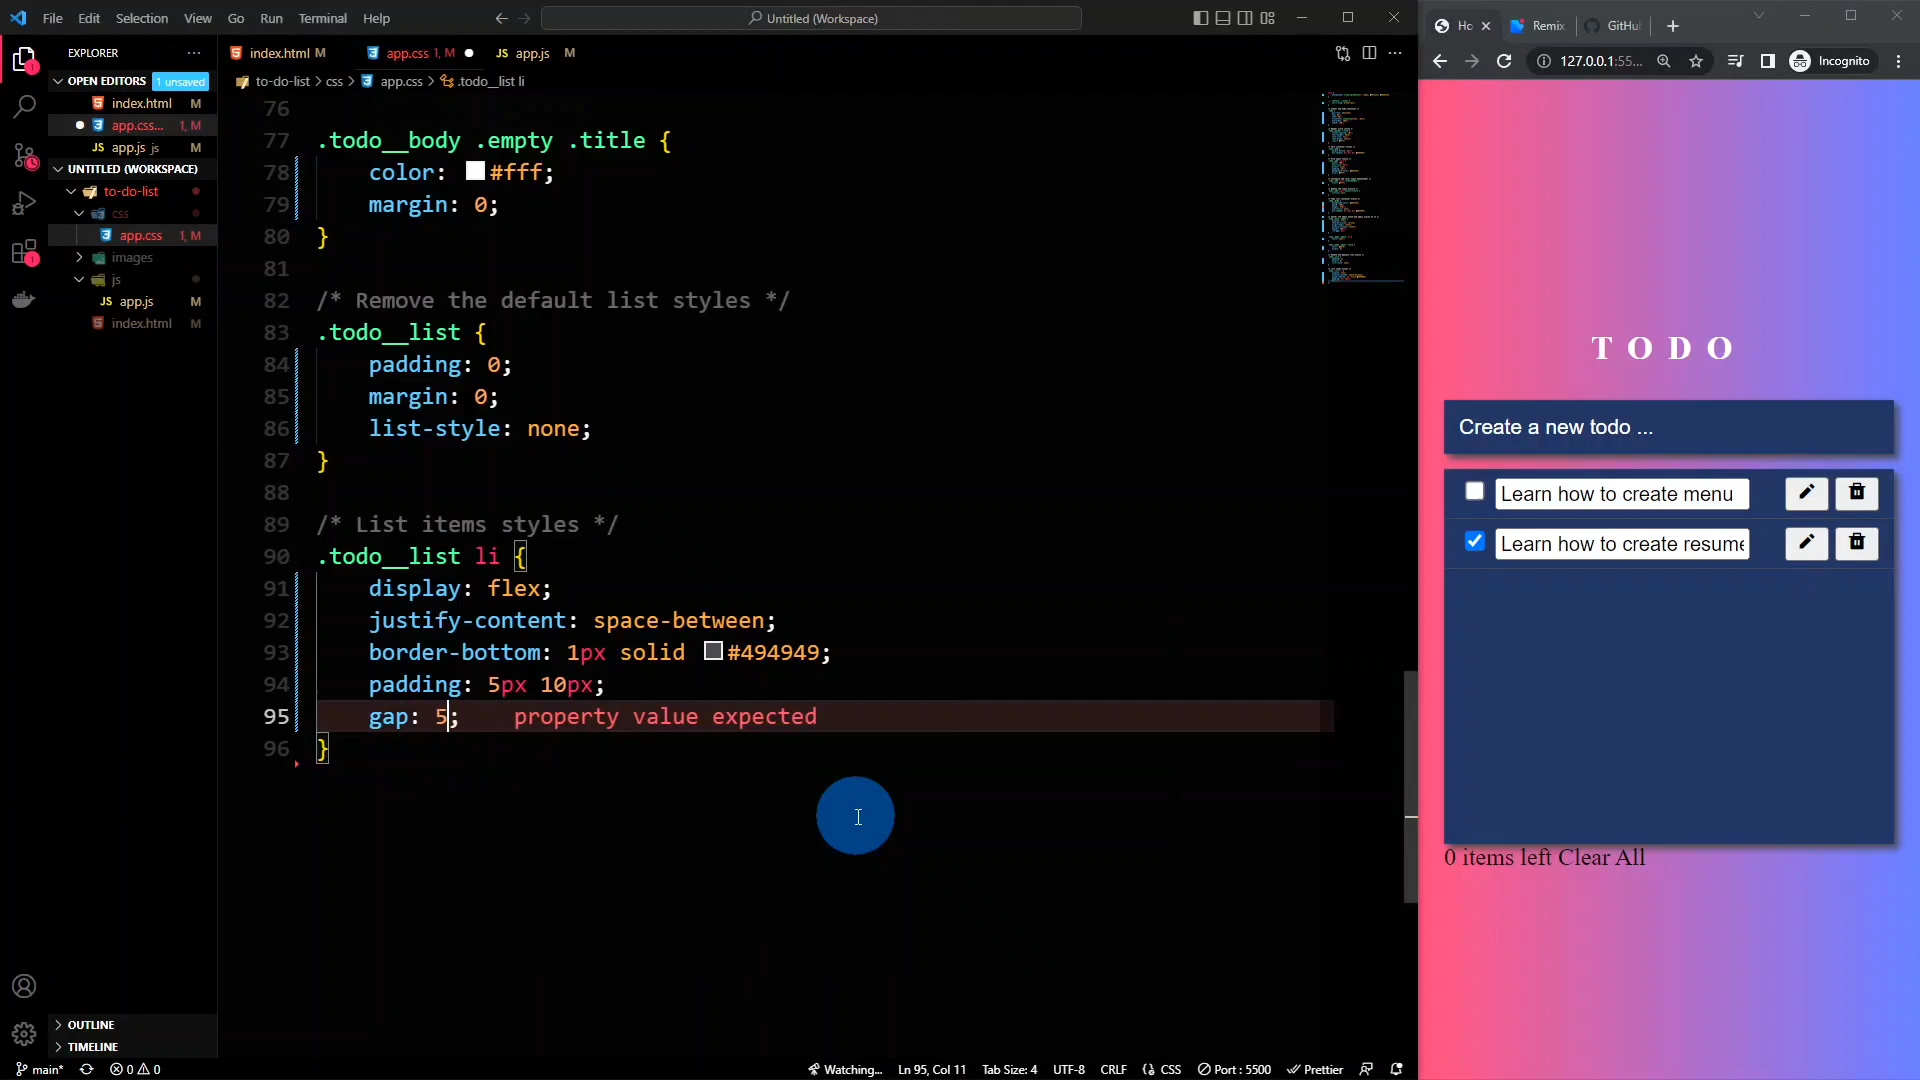 File Edit Selection View Go Run Terminal Help
Untitled (Workspace)
EXPLORER
OPEN EDITORS 1 unsaved
index.html M
app.css... 1, M
JS app.js js M
UNTITLED (WORKSPACE)
to-do-list
css
app.css 1, M
images
js
JS app.js M
index.html M
OUTLINE
TIMELINE
index.html M
app.css 1, M
JS app.js M
to-do-list > css > app.css > .todo__list li
76
77 .todo__body .empty .title {
78 color: #fff;
79 margin: 0;
80 }
81
82 /* Remove the default list styles */
83 .todo__list {
84 padding: 0;
85 margin: 0;
86 list-style: none;
87 }
88
89 /* List items styles */
90 .todo__list li {
91 display: flex;
92 justify-content: space-between;
93 border-bottom: 1px solid #494949;
94 padding: 5px 10px;
95 gap: 5; property value expected
96 }
main* 0 0
Watching... Ln 95, Col 11 Tab Size: 4 UTF-8 CRLF CSS Port : 5500 Prettier
Remix
127.0.0.1:55... Incognito
TODO
Create a new todo ...
Learn how to create menu
Learn how to create resume
0 items left Clear All